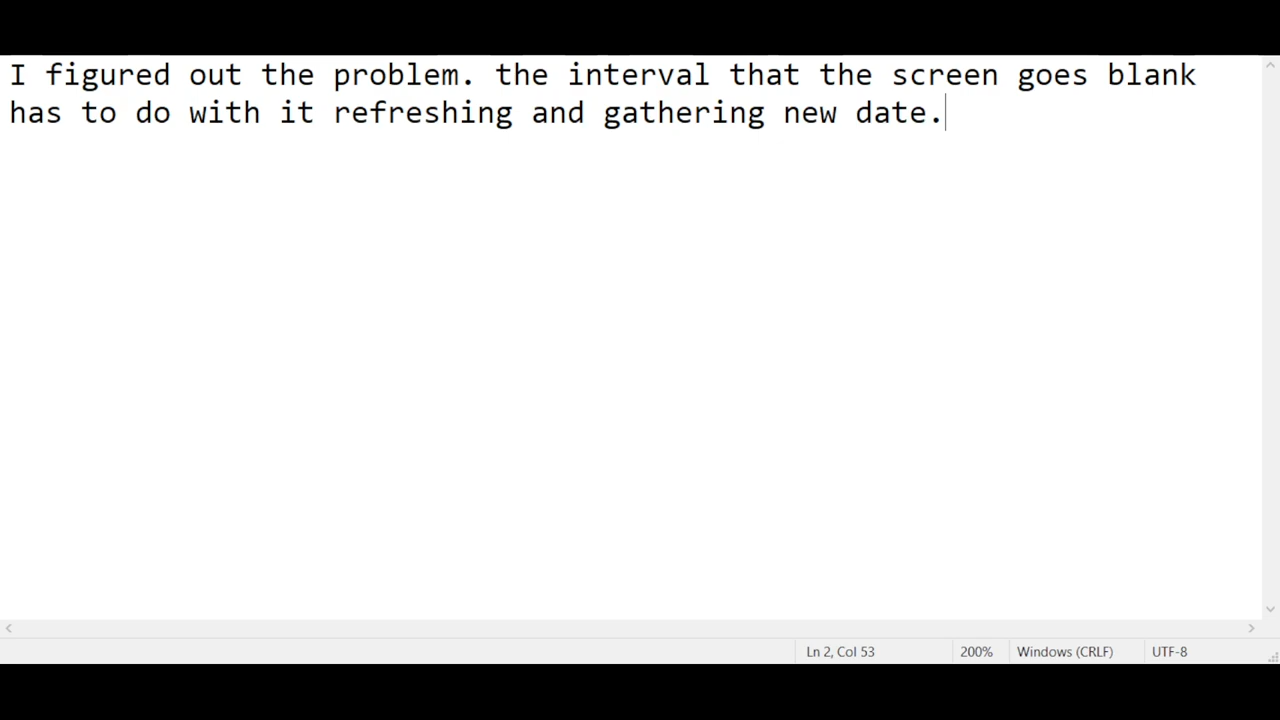 I figured out the problem. the interval that the screen goes blank
has to do with it refreshing and gathering new date.
Ln 2, Col 53
200%
Windows (CRLF)
UTF-8